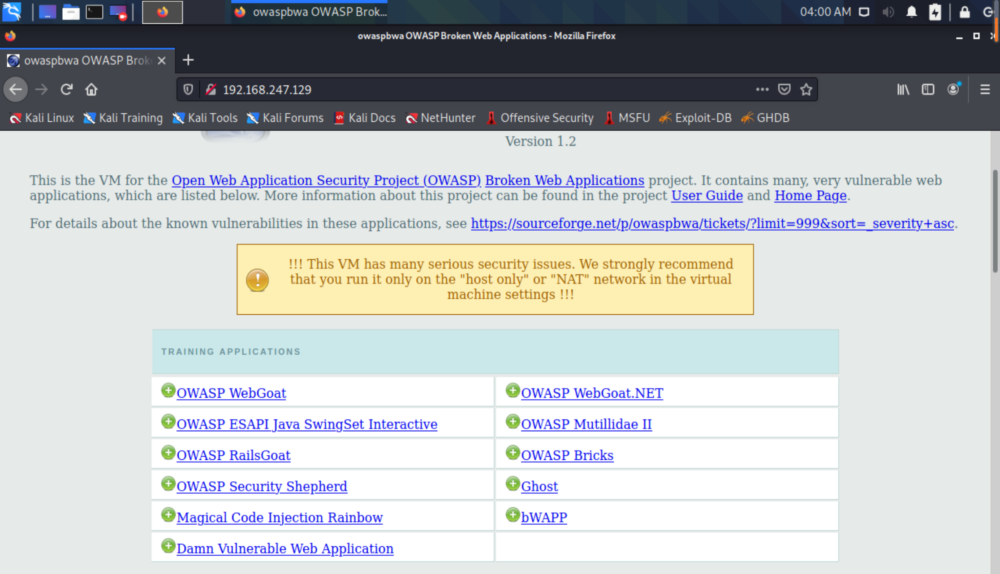 owaspbwa OWASP Brok...
04:00 AM
owaspbwa OWASP Broken Web Applications - Mozilla Firefox
owaspbwa OWASP Brok
192.168.247.129
Kali Linux Kali Training Kali Tools Kali Forums Kali Docs NetHunter Offensive Security MSFU Exploit-DB GHDB
Version 1.2
This is the VM for the Open Web Application Security Project (OWASP) Broken Web Applications project. It contains many, very vulnerable web
applications, which are listed below. More information about this project can be found in the project User Guide and Home Page.
For details about the known vulnerabilities in these applications, see https://sourceforge.net/p/owaspbwa/tickets/?limit=999&sort=_severity+asc.
!!! This VM has many serious security issues. We strongly recommend
that you run it only on the "host only" or "NAT" network in the virtual
machine settings !!!
TRAINING APPLICATIONS
OWASP WebGoat
OWASP WebGoat.NET
OWASP ESAPI Java SwingSet Interactive
OWASP Mutillidae II
OWASP RailsGoat
OWASP Bricks
OWASP Security Shepherd
Ghost
Magical Code Injection Rainbow
bWAPP
Damn Vulnerable Web Application